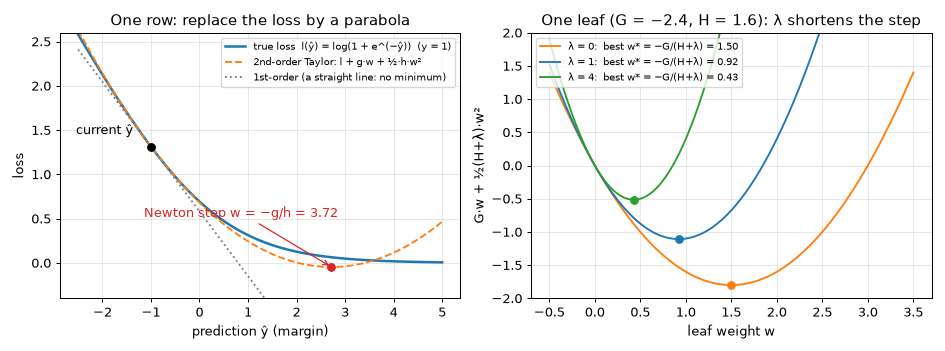 One row: replace the loss by a parabola
true loss  l(ŷ) = log(1 + e^(−ŷ))  (y = 1)
2nd-order Taylor: l + g·w + ½·h·w²
1st-order (a straight line: no minimum)
current ŷ
Newton step w = −g/h = 3.72
loss
2.5
2.0
1.5
1.0
0.5
0.0
−2
−1
0
1
2
3
4
5
prediction ŷ (margin)
One leaf (G = −2.4, H = 1.6): λ shortens the step
λ = 0:  best w* = −G/(H+λ) = 1.50
λ = 1:  best w* = −G/(H+λ) = 0.92
λ = 4:  best w* = −G/(H+λ) = 0.43
G·w + ½(H+λ)·w²
2.0
1.5
1.0
0.5
0.0
−0.5
−1.0
−1.5
−2.0
−0.5
0.0
0.5
1.0
1.5
2.0
2.5
3.0
3.5
leaf weight w